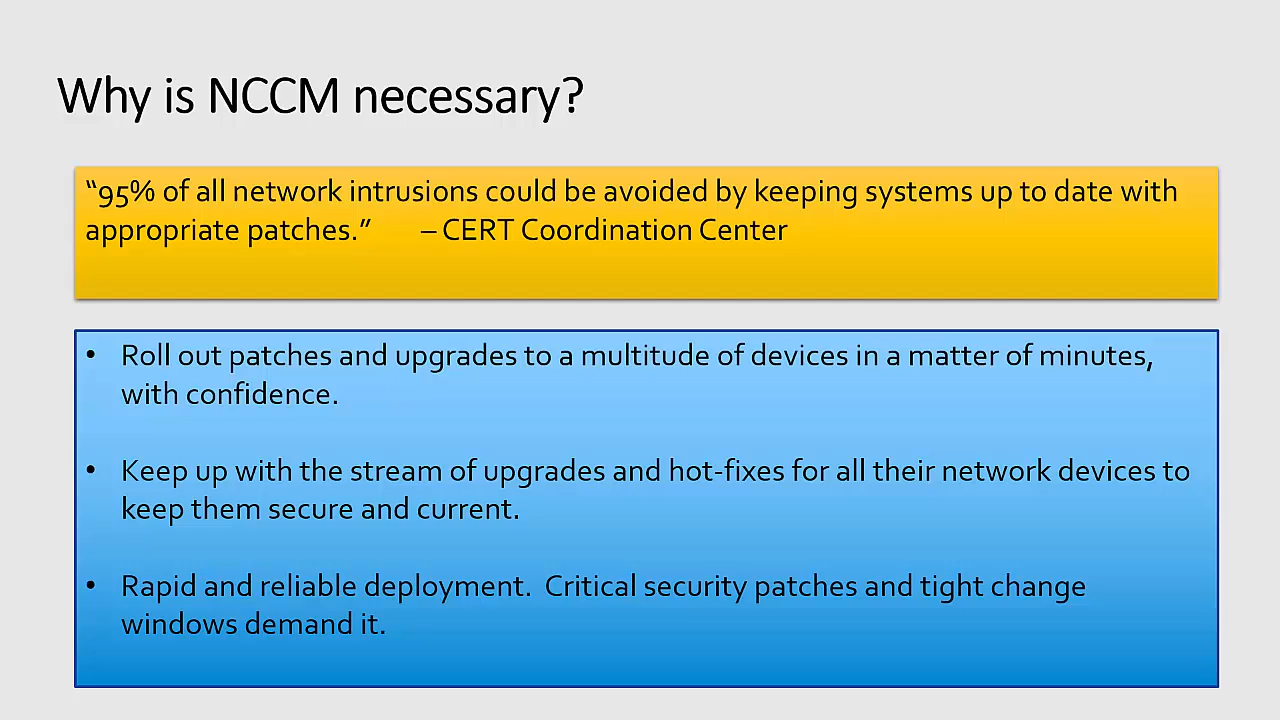 Why is NCCM necessary?
“95% of all network intrusions could be avoided by keeping systems up to date with
appropriate patches.” – CERT Coordination Center
• Roll out patches and upgrades to a multitude of devices in a matter of minutes,
with confidence.
• Keep up with the stream of upgrades and hot-fixes for all their network devices to
keep them secure and current.
• Rapid and reliable deployment. Critical security patches and tight change
windows demand it.